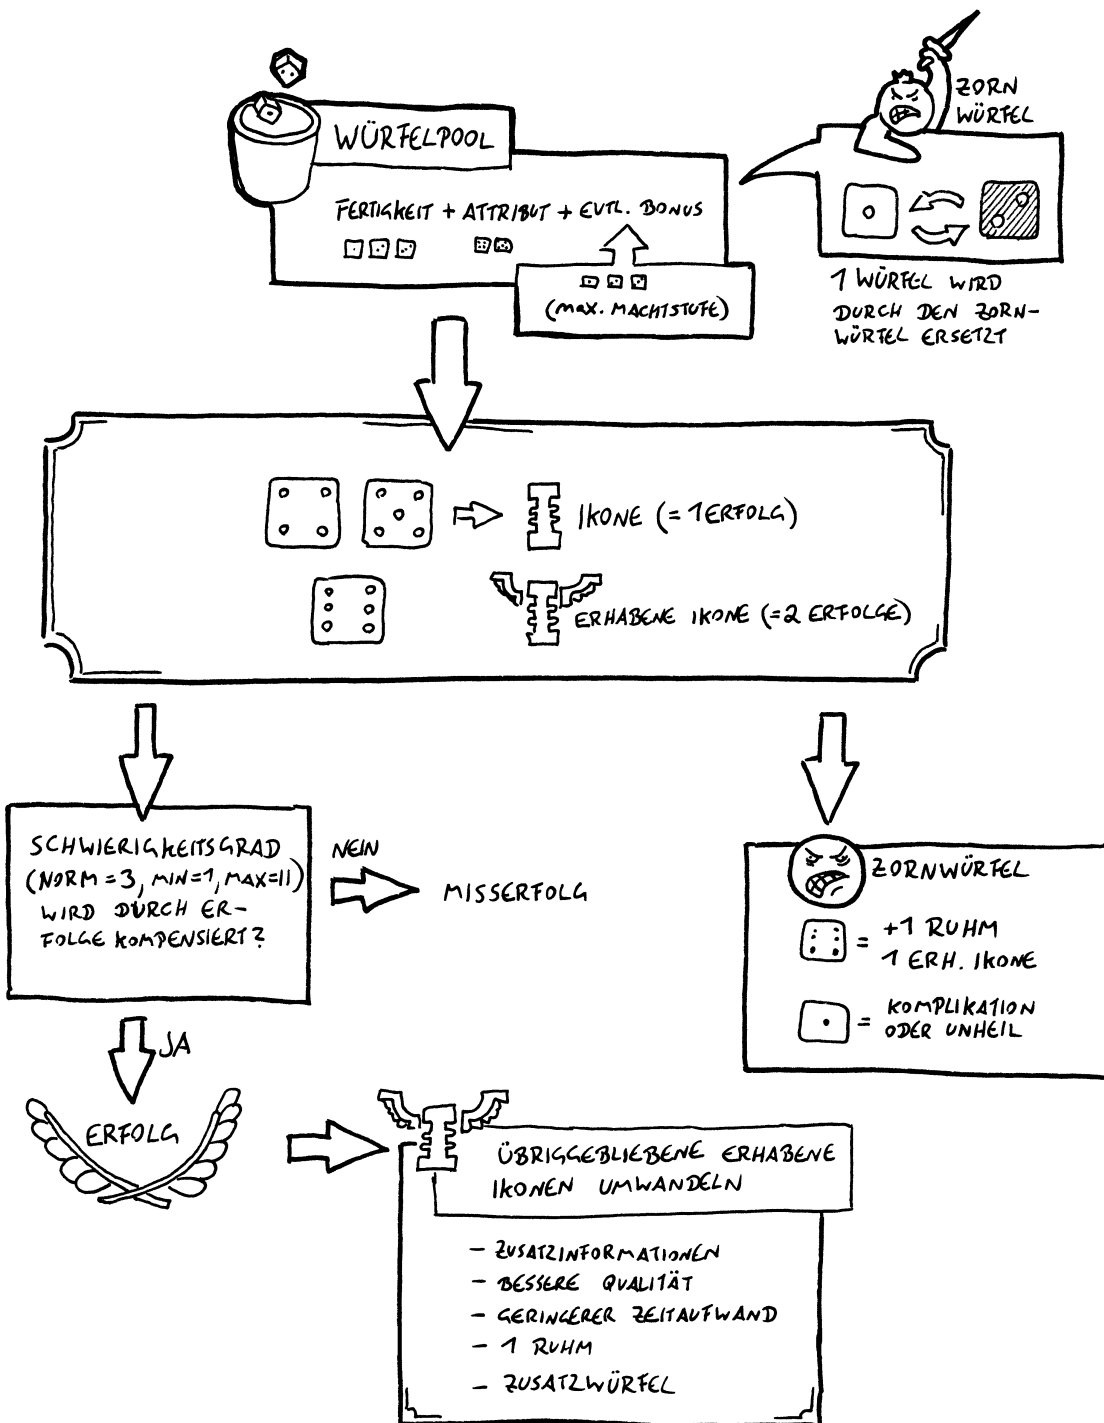 WÜRFELPOOL
FERTIGKEIT + ATTRIBUT + EVTL. BONUS
(MAX. MACHTSTUFE)
ZORN
WÜRFEL
1 WÜRFEL WIRD
DURCH DEN ZORN-
WÜRFEL ERSETZT
IKONE (= 1 ERFOLG)
ERHABENE IKONE (=2 ERFOLGE)
SCHWIERIGKEITSGRAD
(NORM=3, MIN=1, MAX=11)
WIRD DURCH ER-
FOLGE KOMPENSIERT?
NEIN
MISSERFOLG
JA
ERFOLG
ZORNWÜRFEL
= +1 RUHM
1 ERH. IKONE
= KOMPLIKATION
ODER UNHEIL
ÜBRIGGEBLIEBENE ERHABENE
IKONEN UMWANDELN
- ZUSATZINFORMATIONEN
- BESSERE QUALITÄT
- GERINGERER ZEITAUFWAND
- 1 RUHM
- ZUSATZWÜRFEL